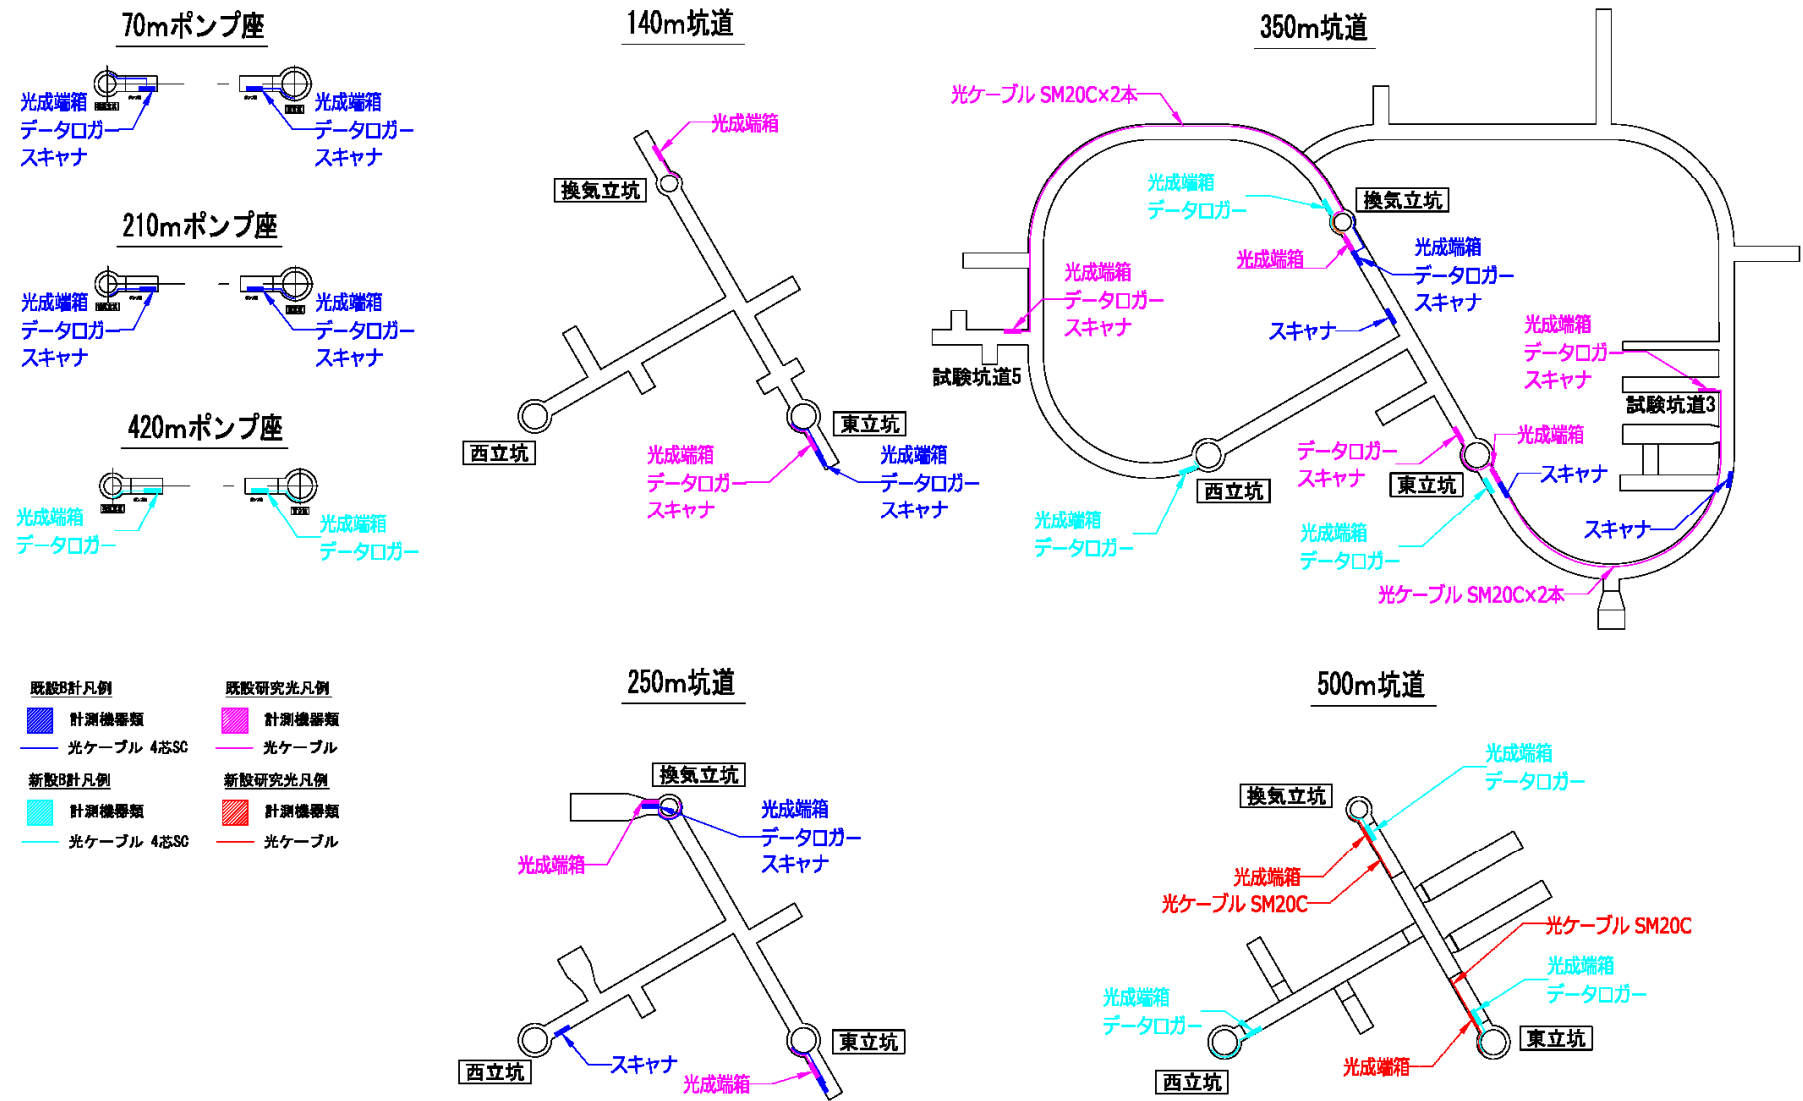 70mポンプ座
光成端箱
データロガー
スキャナ
光成端箱
データロガー
スキャナ
210mポンプ座
光成端箱
データロガー
スキャナ
光成端箱
データロガー
スキャナ
420mポンプ座
光成端箱
データロガー
光成端箱
データロガー
140m坑道
光成端箱
換気立坑
東立坑
西立坑
光成端箱
データロガー
スキャナ
光成端箱
データロガー
スキャナ
350m坑道
光ケーブル SM20C×2本
光成端箱
データロガー
換気立坑
光成端箱
光成端箱
データロガー
スキャナ
光成端箱
データロガー
スキャナ
スキャナ
試験坑道5
光成端箱
データロガー
スキャナ
試験坑道3
データロガー
スキャナ
光成端箱
スキャナ
東立坑
西立坑
光成端箱
データロガー
光成端箱
データロガー
スキャナ
光ケーブル SM20C×2本
既設B計凡例
計測機器類
光ケーブル 4芯SC
新設B計凡例
計測機器類
光ケーブル 4芯SC
既設研究光凡例
計測機器類
光ケーブル
新設研究光凡例
計測機器類
光ケーブル
250m坑道
換気立坑
光成端箱
データロガー
スキャナ
光成端箱
東立坑
西立坑
スキャナ
光成端箱
500m坑道
光成端箱
データロガー
換気立坑
光成端箱
光ケーブル SM20C
光ケーブル SM20C
光成端箱
データロガー
光成端箱
データロガー
東立坑
光成端箱
西立坑